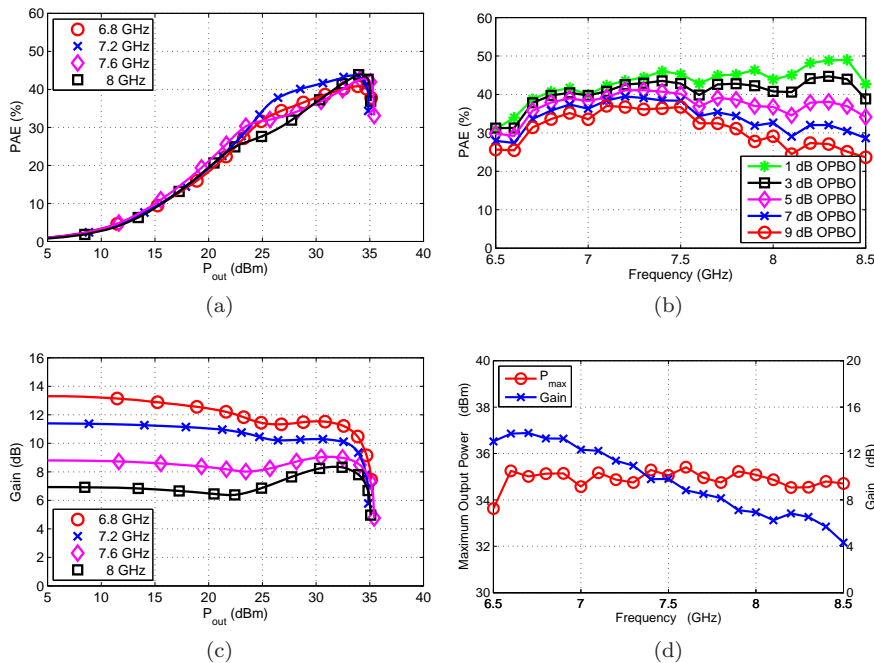 60
50
40
30
20
10
0
PAE (%)
5 10 15 20 25 30 35 40
P_out (dBm)
6.8 GHz
7.2 GHz
7.6 GHz
8 GHz
(a)
60
50
40
30
20
10
0
PAE (%)
6.5 7 7.5 8 8.5
Frequency (GHz)
1 dB OPBO
3 dB OPBO
5 dB OPBO
7 dB OPBO
9 dB OPBO
(b)
16
14
12
10
8
6
4
2
0
Gain (dB)
5 10 15 20 25 30 35 40
P_out (dBm)
6.8 GHz
7.2 GHz
7.6 GHz
8 GHz
(c)
40
38
36
34
32
30
Maximum Output Power (dBm)
6.5 7 7.5 8 8.5
Frequency (GHz)
20
16
12
8
4
0
Gain (dB)
P_max
Gain
(d)